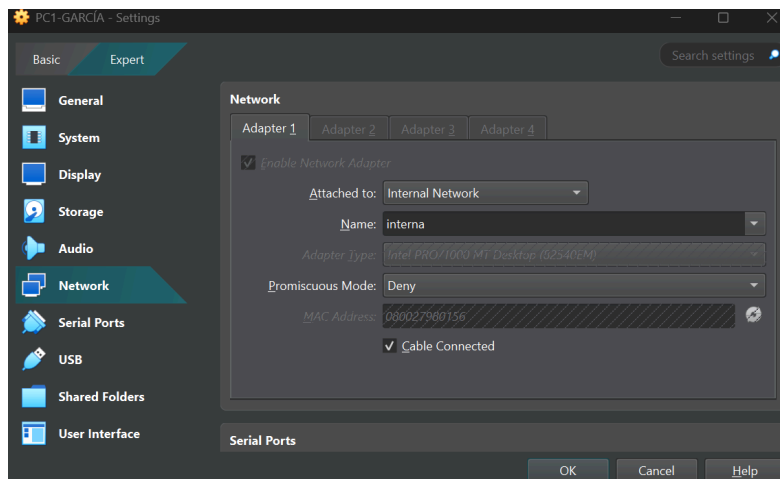 PC1-GARCÍA - Settings
Basic Expert Search settings
General
System
Display
Storage
Audio
Network
Serial Ports
USB
Shared Folders
User Interface
Network
Adapter 1 Adapter 2 Adapter 3 Adapter 4
Enable Network Adapter
Attached to: Internal Network
Name: interna
Adapter Type: Intel PRO/1000 MT Desktop (82540EM)
Promiscuous Mode: Deny
MAC Address: 080027980156
Cable Connected
Serial Ports
OK Cancel Help